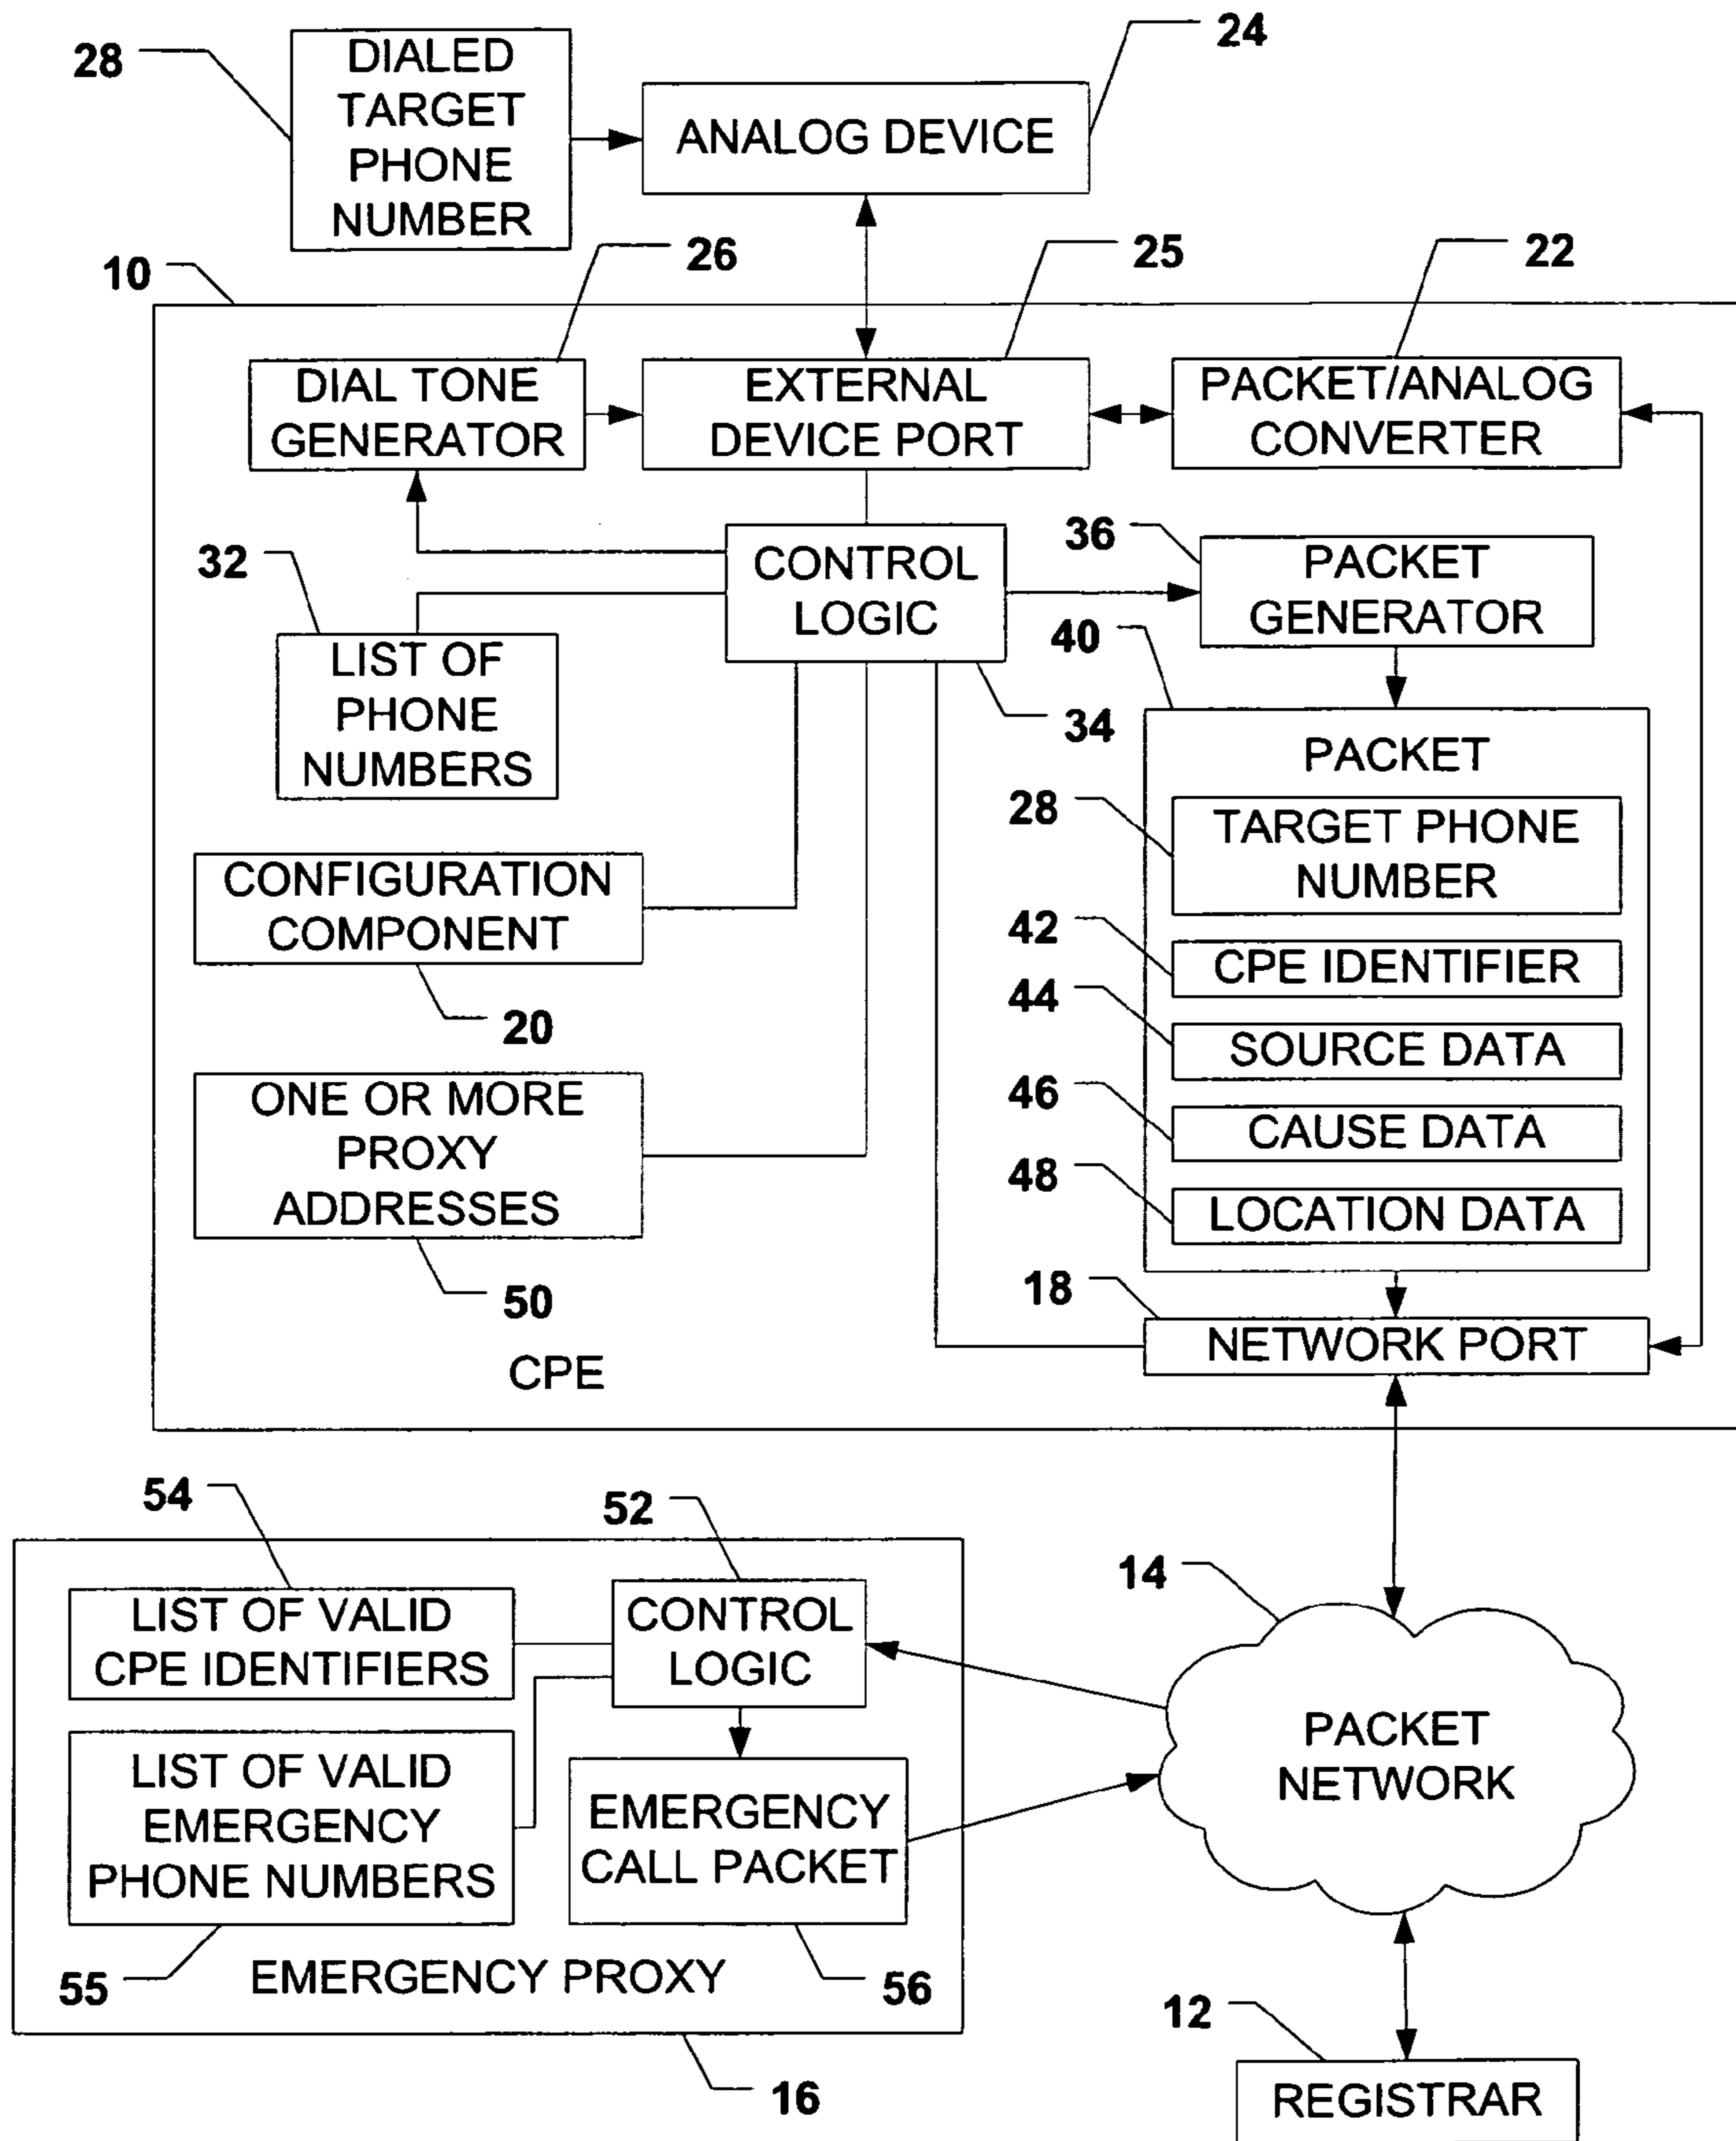 28
DIALED
TARGET
PHONE
NUMBER
24
ANALOG DEVICE
10
26
25
22
DIAL TONE
GENERATOR
EXTERNAL
DEVICE PORT
PACKET/ANALOG
CONVERTER
32
CONTROL
LOGIC
36
PACKET
GENERATOR
LIST OF
PHONE
NUMBERS
34
40
PACKET
28
TARGET PHONE
NUMBER
CONFIGURATION
COMPONENT
20
42
CPE IDENTIFIER
44
SOURCE DATA
46
CAUSE DATA
48
LOCATION DATA
ONE OR MORE
PROXY
ADDRESSES
50
18
NETWORK PORT
CPE
54
52
LIST OF VALID
CPE IDENTIFIERS
CONTROL
LOGIC
14
PACKET
NETWORK
LIST OF VALID
EMERGENCY
PHONE NUMBERS
EMERGENCY
CALL PACKET
55
EMERGENCY PROXY
56
16
12
REGISTRAR